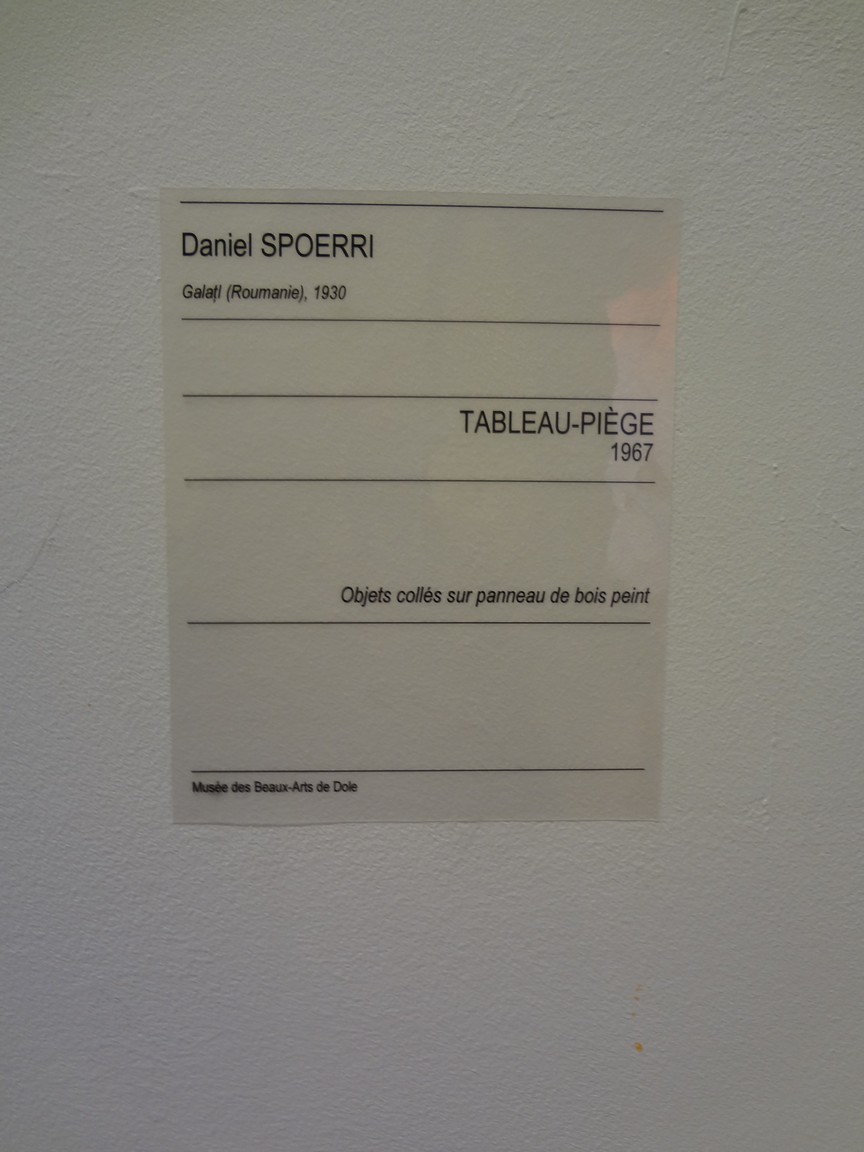 Daniel SPOERRI
Galaţl (Roumanie), 1930
TABLEAU-PIÈGE
1967
Objets collés sur panneau de bois peint
Musée des Beaux-Arts de Dole